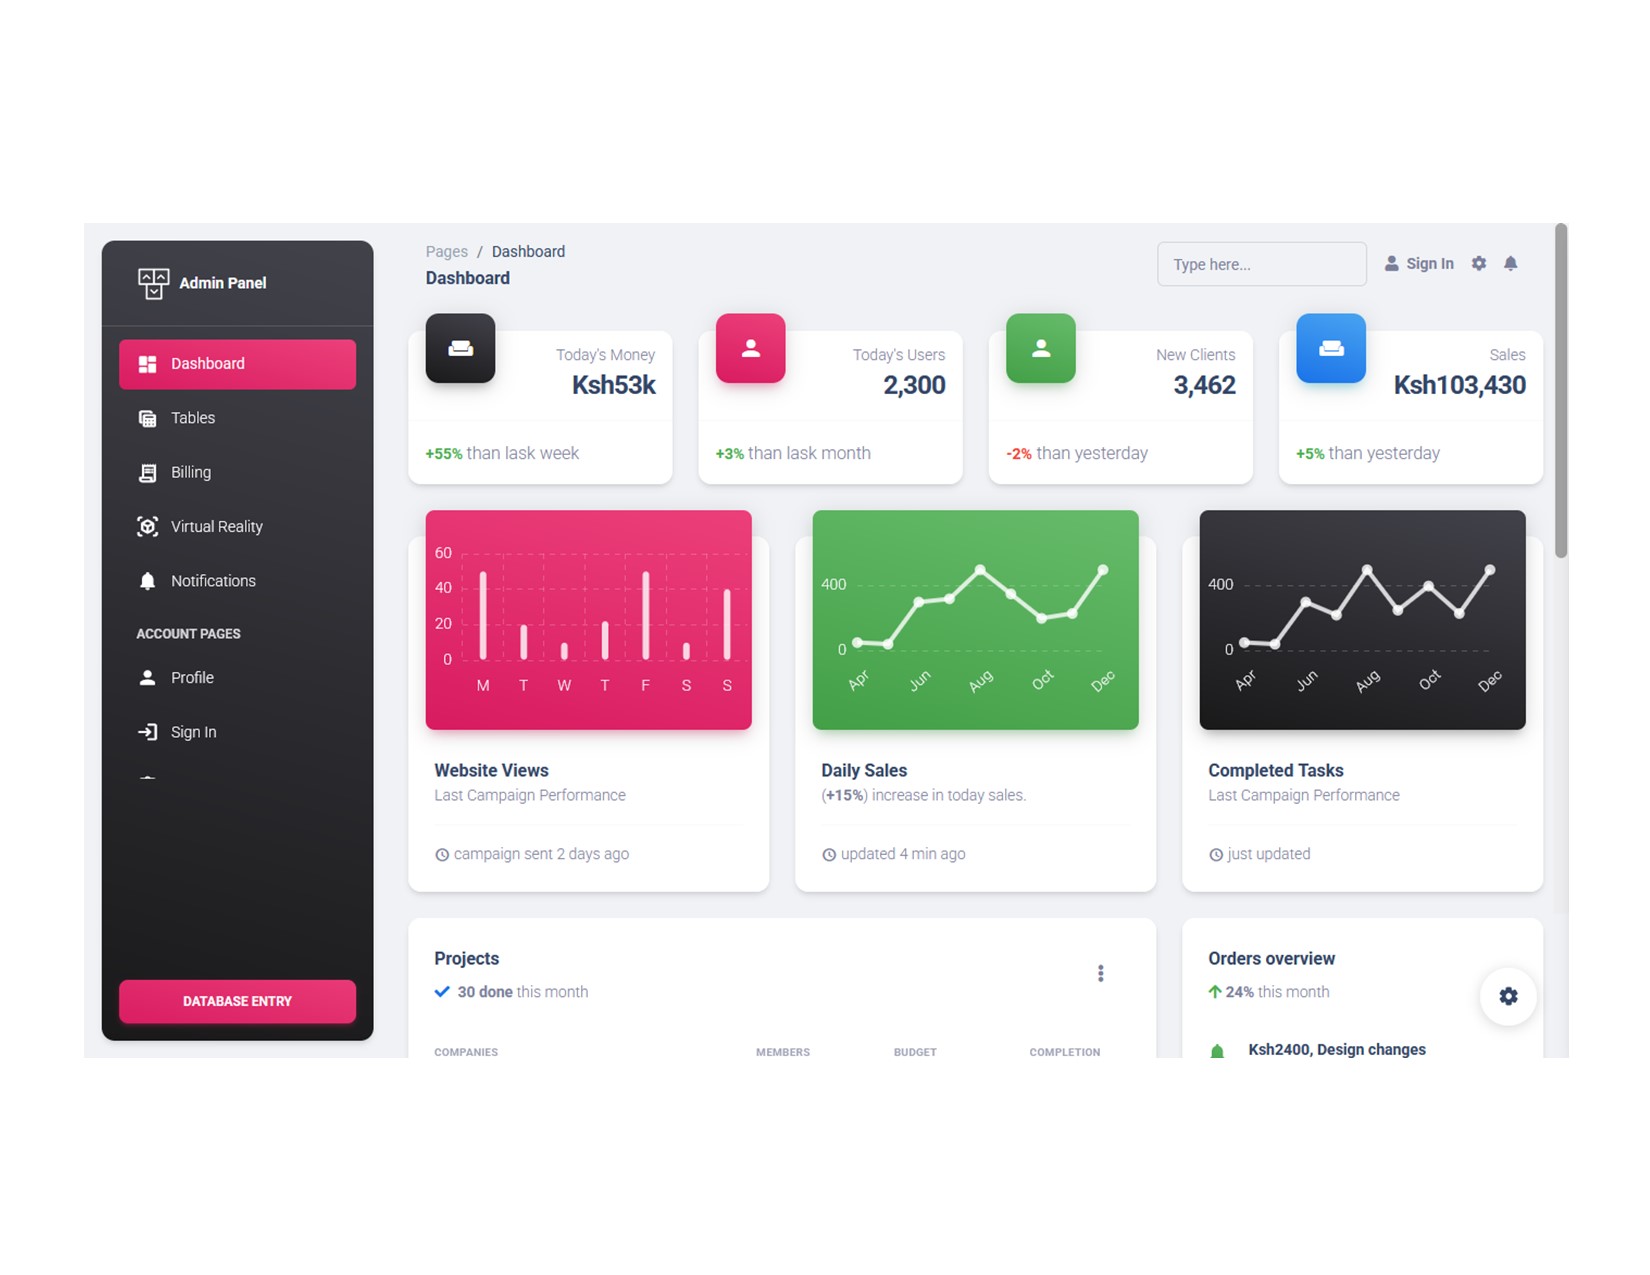 Admin Panel
Dashboard
Tables
Billing
Virtual Reality
Notifications
ACCOUNT PAGES
Profile
Sign In
DATABASE ENTRY
Pages / Dashboard
Dashboard
Type here...
Sign In
Today's Money
Ksh53k
+55% than lask week
Today's Users
2,300
+3% than lask month
New Clients
3,462
-2% than yesterday
Sales
Ksh103,430
+5% than yesterday
60
40
20
0
M T W T F S S
Website Views
Last Campaign Performance
campaign sent 2 days ago
400
0
Apr Jun Aug Oct Dec
Daily Sales
(+15%) increase in today sales.
updated 4 min ago
400
0
Apr Jun Aug Oct Dec
Completed Tasks
Last Campaign Performance
just updated
Projects
30 done this month
COMPANIES MEMBERS BUDGET COMPLETION
Orders overview
24% this month
Ksh2400, Design changes